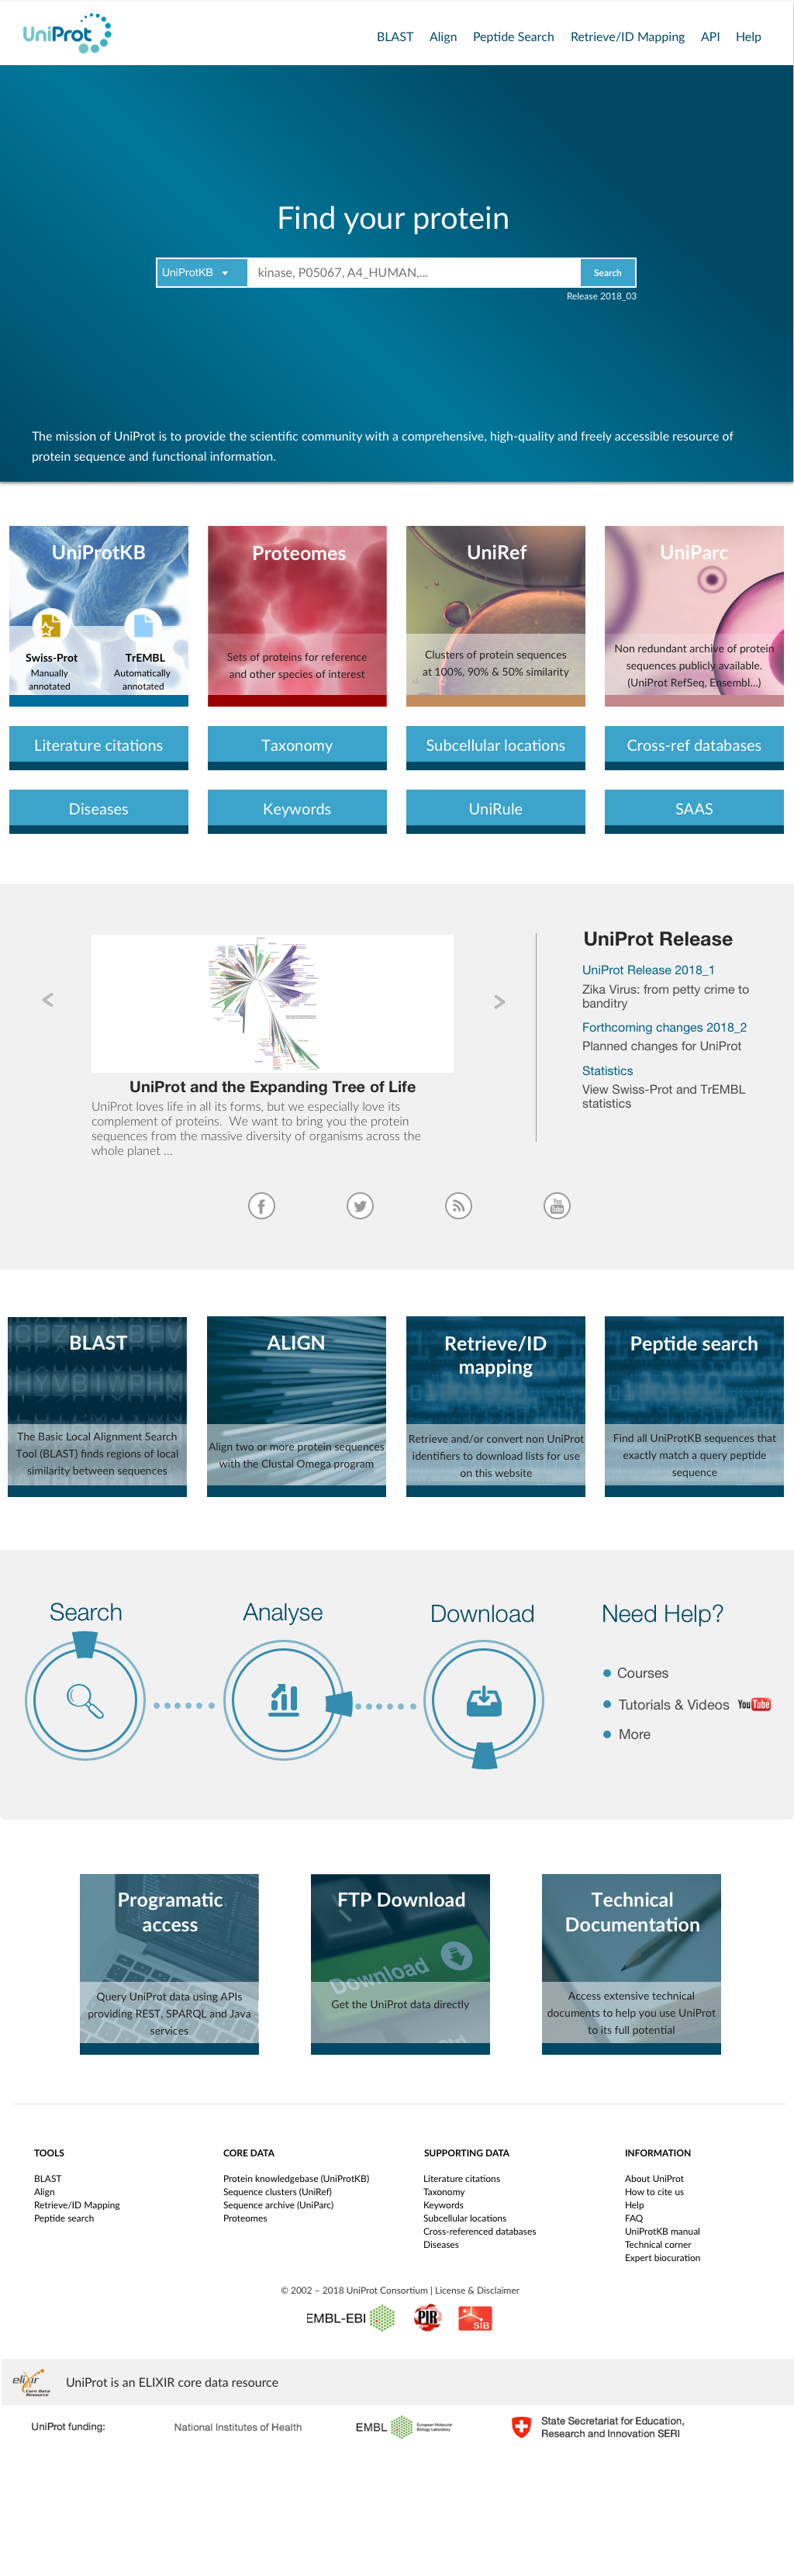 UniProt
BLAST Align Peptide Search Retrieve/ID Mapping API Help
Find your protein
UniProtKB kinase, P05067, A4_HUMAN,... Search
Release 2018_03
The mission of UniProt is to provide the scientific community with a comprehensive, high-quality and freely accessible resource of
protein sequence and functional information.
UniProtKB
Swiss-Prot
Manually
annotated
TrEMBL
Automatically
annotated
Proteomes
Sets of proteins for reference
and other species of interest
UniRef
Clusters of protein sequences
at 100%, 90% & 50% similarity
UniParc
Non redundant archive of protein
sequences publicly available.
(UniProt RefSeq, Ensembl...)
Literature citations
Taxonomy
Subcellular locations
Cross-ref databases
Diseases
Keywords
UniRule
SAAS
UniProt and the Expanding Tree of Life
UniProt loves life in all its forms, but we especially love its
complement of proteins. We want to bring you the protein
sequences from the massive diversity of organisms across the
whole planet ...
UniProt Release
UniProt Release 2018_1
Zika Virus: from petty crime to
banditry
Forthcoming changes 2018_2
Planned changes for UniProt
Statistics
View Swiss-Prot and TrEMBL
statistics
You
Tube
BLAST
The Basic Local Alignment Search
Tool (BLAST) finds regions of local
similarity between sequences
ALIGN
Align two or more protein sequences
with the Clustal Omega program
Retrieve/ID
mapping
Retrieve and/or convert non UniProt
identifiers to download lists for use
on this website
Peptide search
Find all UniProtKB sequences that
exactly match a query peptide
sequence
Search
Analyse
Download
Need Help?
Courses
Tutorials & Videos YouTube
More
Programatic
access
Query UniProt data using APIs
providing REST, SPARQL and Java
services
FTP Download
Download
Get the UniProt data directly
Ctrl
Technical
Documentation
Access extensive technical
documents to help you use UniProt
to its full potential
TOOLS
BLAST
Align
Retrieve/ID Mapping
Peptide search
CORE DATA
Protein knowledgebase (UniProtKB)
Sequence clusters (UniRef)
Sequence archive (UniParc)
Proteomes
SUPPORTING DATA
Literature citations
Taxonomy
Keywords
Subcellular locations
Cross-referenced databases
Diseases
INFORMATION
About UniProt
How to cite us
Help
FAQ
UniProtKB manual
Technical corner
Expert biocuration
© 2002 – 2018 UniProt Consortium | License & Disclaimer
EMBL-EBI PIR SIB
elixir
Core Data
Resource
UniProt is an ELIXIR core data resource
UniProt funding:
National Institutes of Health
EMBL European Molecular
Biology Laboratory
State Secretariat for Education,
Research and Innovation SERI